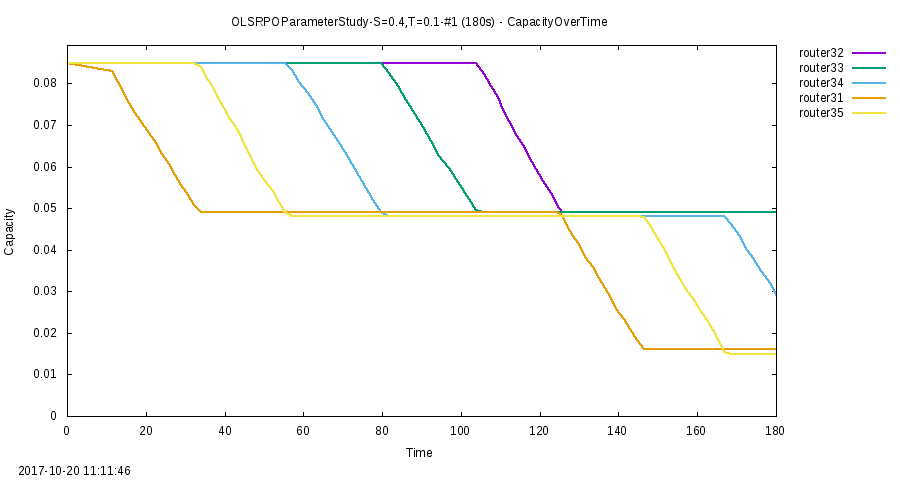 OLSRPOParameterStudy-S=0.4,T=0.1-#1 (180s) - CapacityOverTime
router32
router33
router34
router31
router35
0.08
0.07
0.06
0.05
0.04
0.03
0.02
0.01
0
Capacity
0 20 40 60 80 100 120 140 160 180
Time
2017-10-20 11:11:46